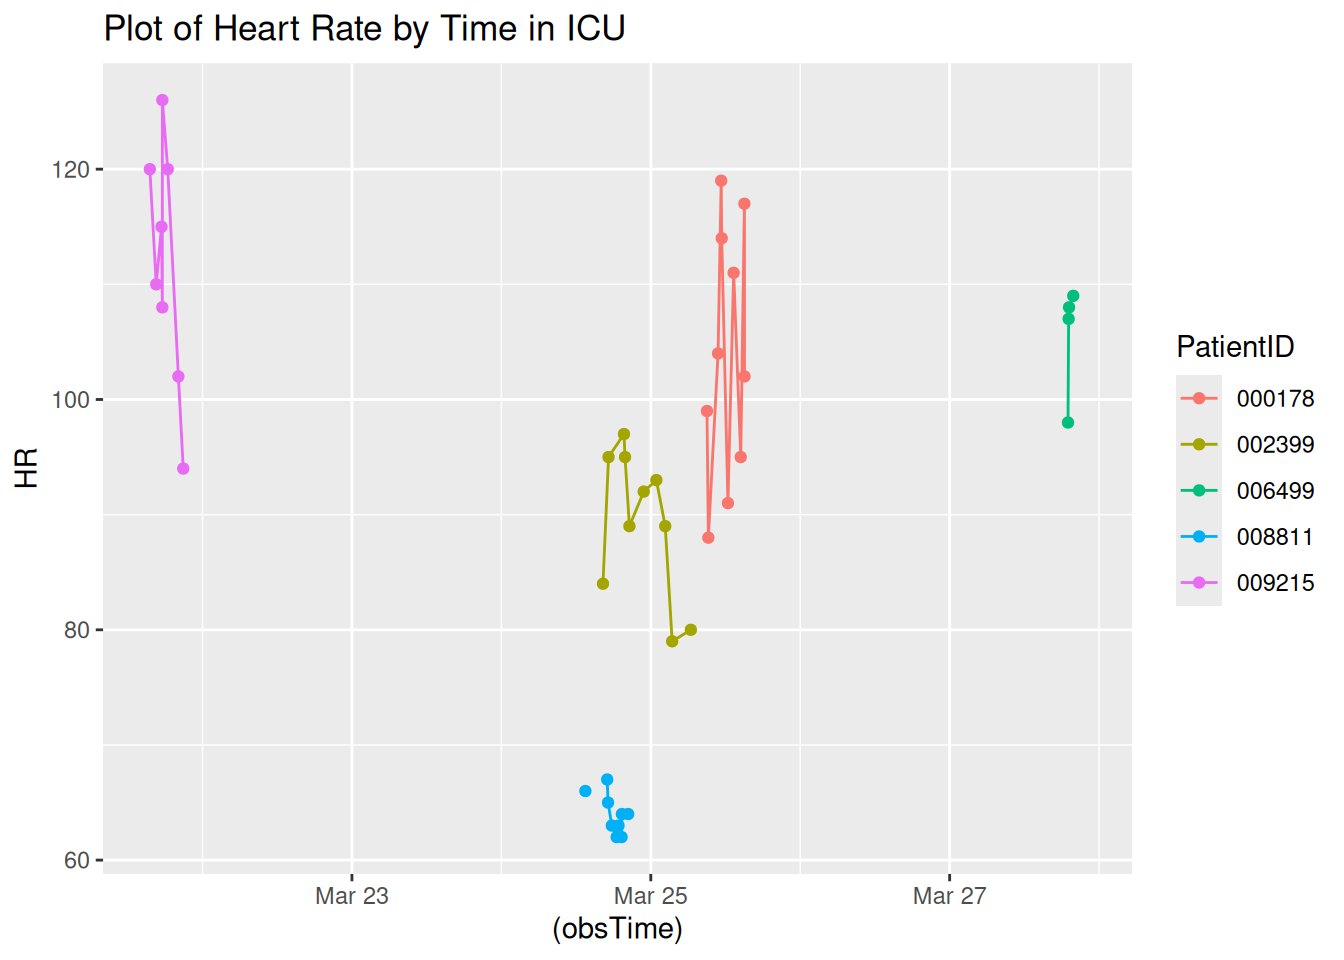 Plot of Heart Rate by Time in ICU
120
100
80
60
HR
Mar 23
Mar 25
Mar 27
(obsTime)
PatientID
000178
002399
006499
008811
009215